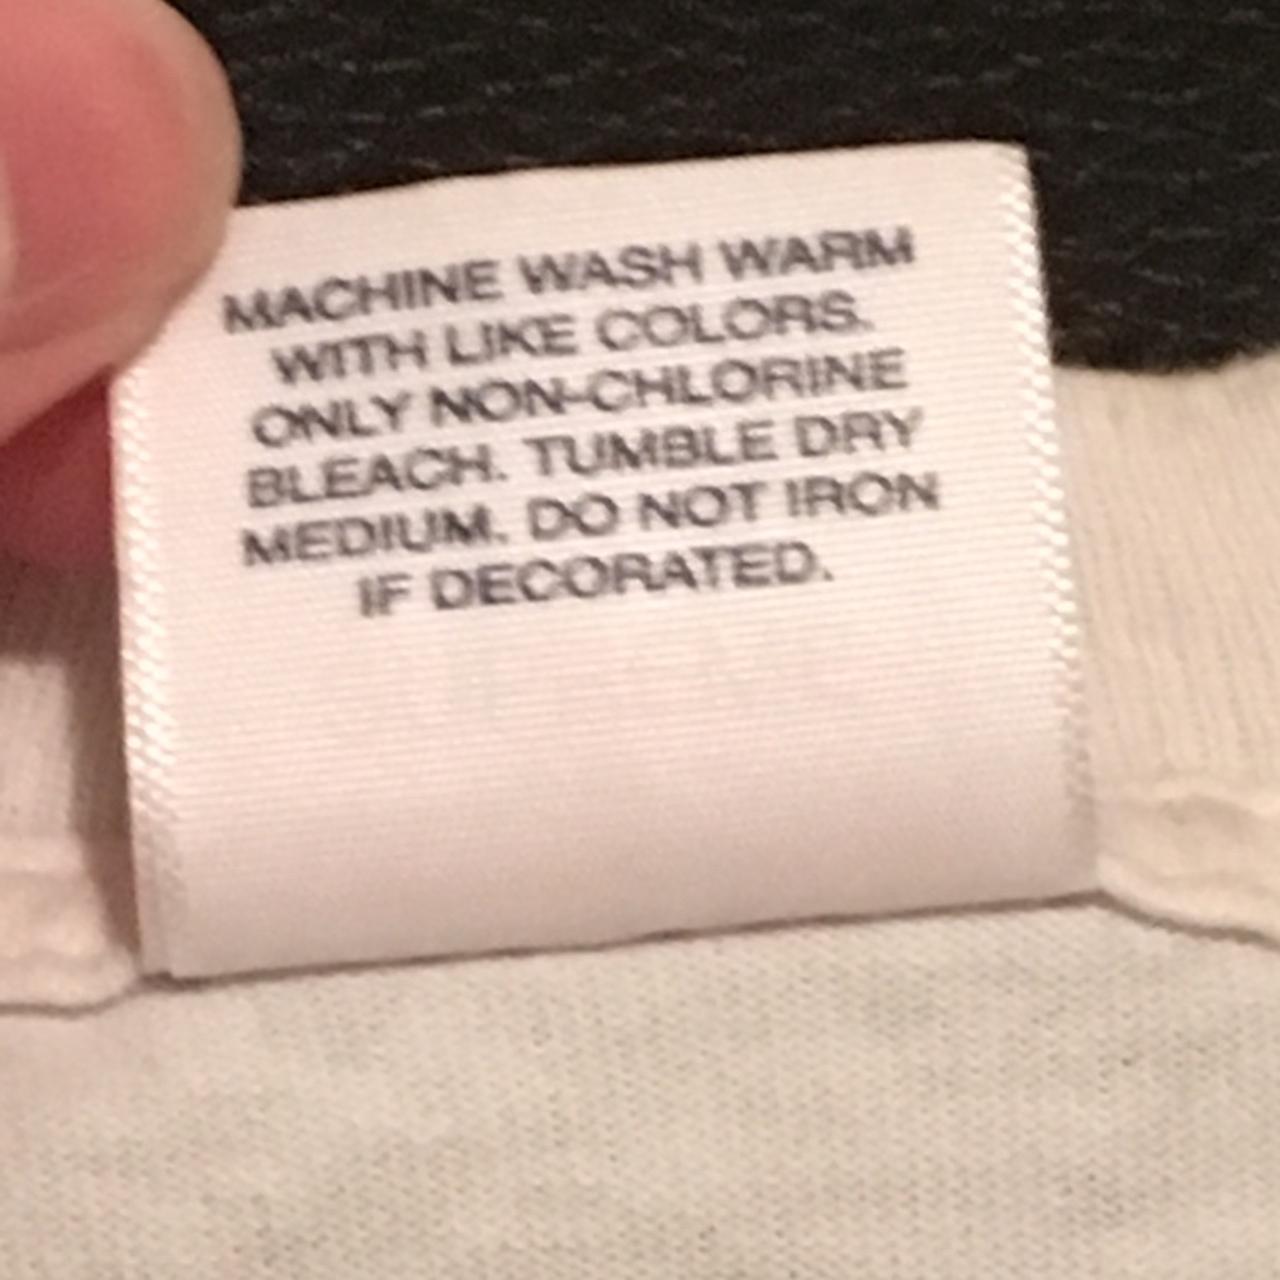 MACHINE WASH WARM
WITH LIKE COLORS.
ONLY NON-CHLORINE
BLEACH. TUMBLE DRY
MEDIUM. DO NOT IRON
IF DECORATED.